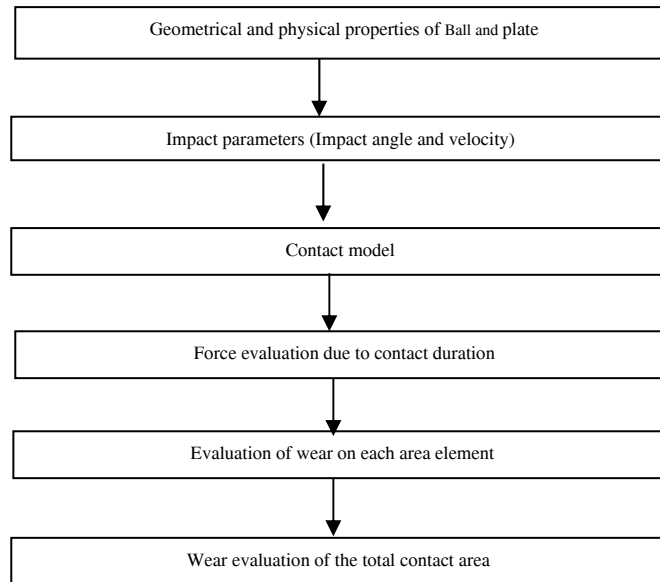 Geometrical and physical properties of Ball and plate
Impact parameters (Impact angle and velocity)
Contact model
Force evaluation due to contact duration
Evaluation of wear on each area element
Wear evaluation of the total contact area